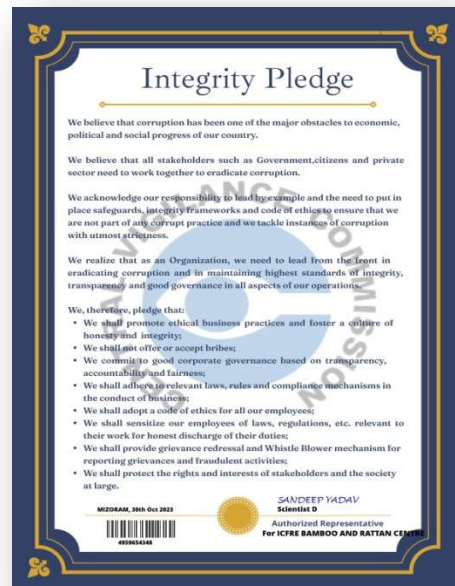 Integrity Pledge
We believe that corruption has been one of the major obstacles to economic,
political and social progress of our country.
We believe that all stakeholders such as Government,citizens and private
sector need to work together to eradicate corruption.
We acknowledge our responsibility to lead by example and the need to put in
place safeguards, integrity frameworks and code of ethics to ensure that we
are not part of any corrupt practice and we tackle instances of corruption
with utmost strictness.
We realize that as an Organization, we need to lead from the front in
eradicating corruption and in maintaining highest standards of integrity,
transparency and good governance in all aspects of our operations.
We, therefore, pledge that:
• We shall promote ethical business practices and foster a culture of
honesty and integrity;
• We shall not offer or accept bribes;
• We commit to good corporate governance based on transparency,
accountability and fairness;
• We shall adhere to relevant laws, rules and compliance mechanisms in
the conduct of business;
• We shall adopt a code of ethics for all our employees;
• We shall sensitize our employees of laws, regulations, etc. relevant to
their work for honest discharge of their duties;
• We shall provide grievance redressal and Whistle Blower mechanism for
reporting grievances and fraudulent activities;
• We shall protect the rights and interests of stakeholders and the society
at large.
CENTRAL VIGILANCE COMMISSION
MIZORAM, 30th Oct 2023
4959654348
SANDEEP YADAV
Scientist D
Authorized Representative
For ICFRE BAMBOO AND RATTAN CENTRE